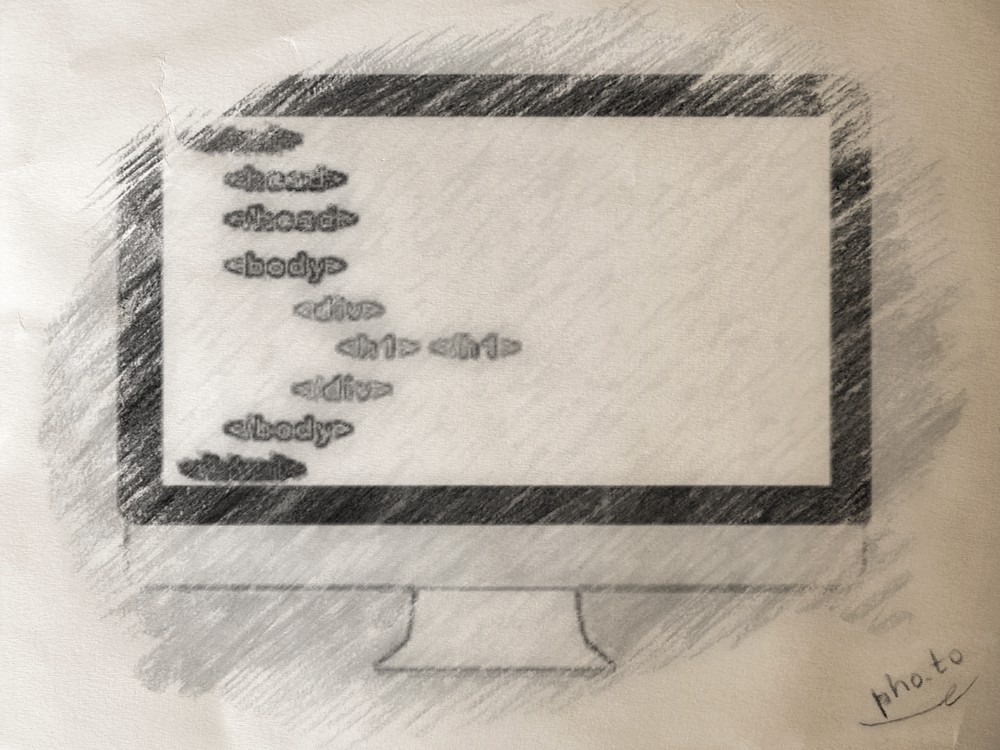 <head>
</head>
<body>
<div>
<h1> </h1>
</div>
</body>
pho.to